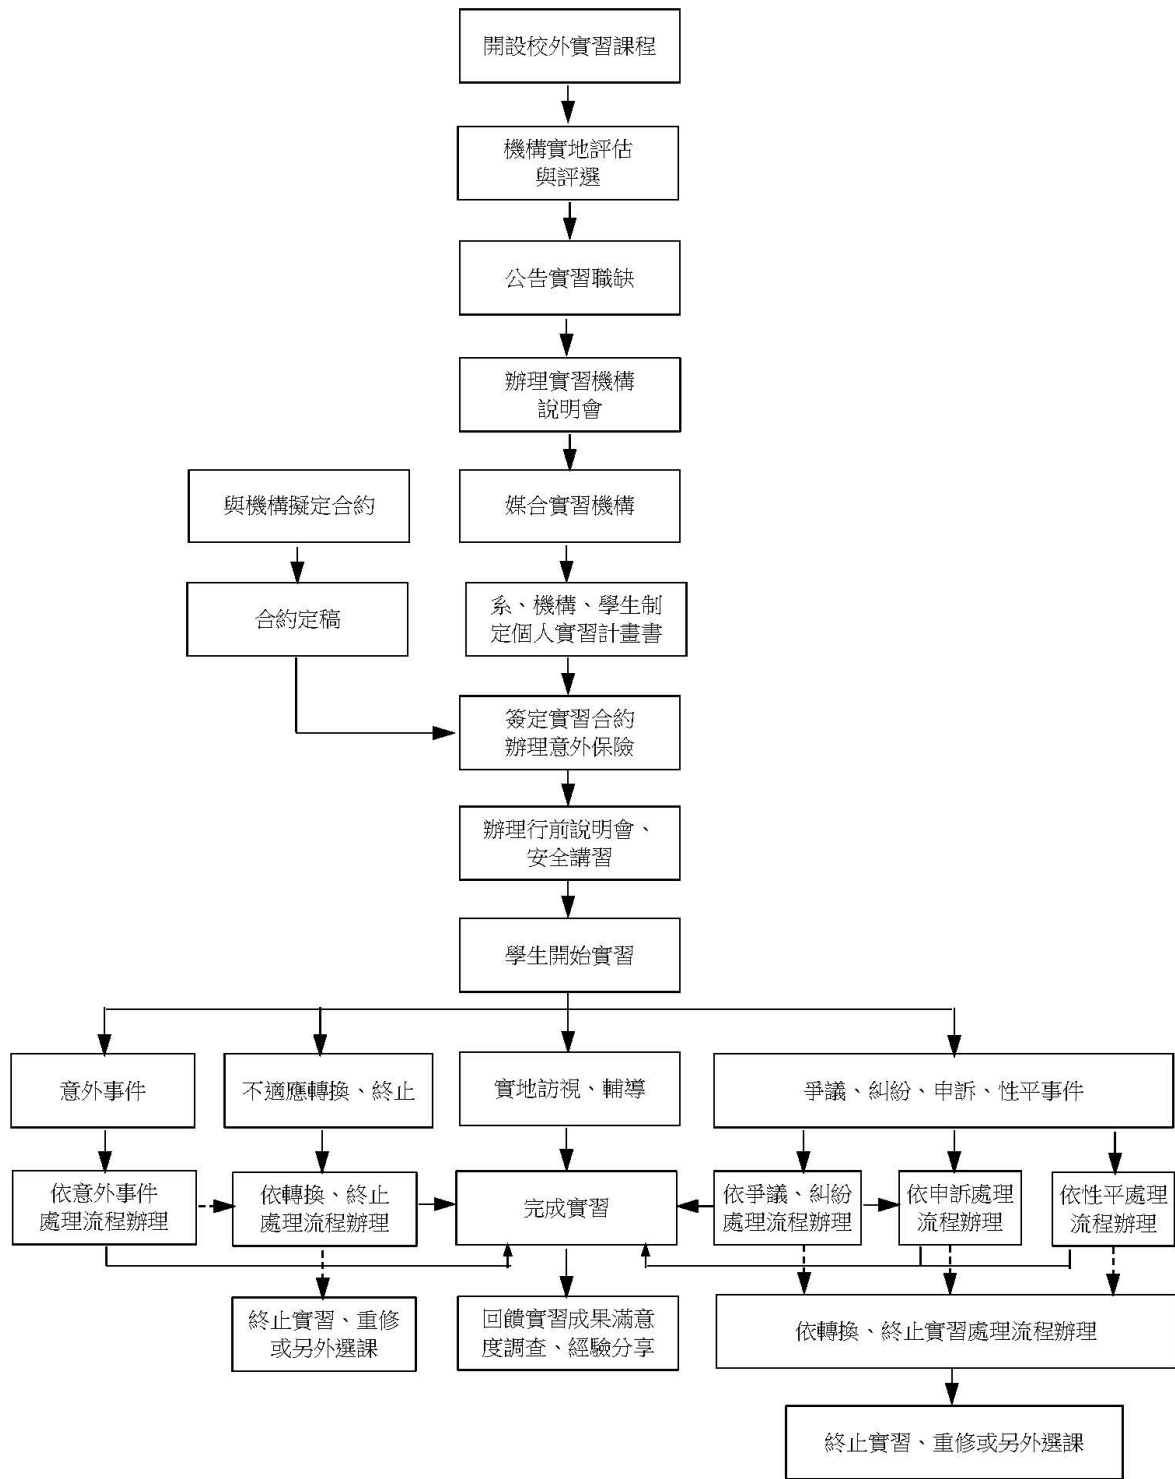 開設校外實習課程
機構實地評估
與評選
公告實習職缺
辦理實習機構
說明會
與機構擬定合約
媒合實習機構
合約定稿
系、機構、學生制
定個人實習計畫書
簽定實習合約
辦理意外保險
辦理行前說明會、
安全講習
學生開始實習
意外事件
不適應轉換、終止
實地訪視、輔導
爭議、糾紛、申訴、性平事件
依意外事件
處理流程辦理
依轉換、終止
處理流程辦理
完成實習
依爭議、糾紛
處理流程辦理
依申訴處理
流程辦理
依性平處理
流程辦理
終止實習、重修
或另外選課
回饋實習成果滿意
度調查、經驗分享
依轉換、終止實習處理流程辦理
終止實習、重修或另外選課